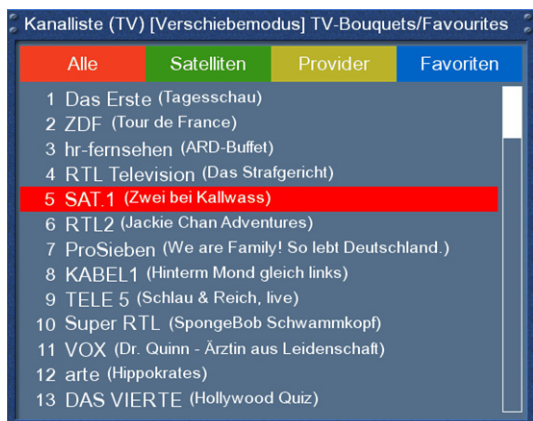 Kanalliste (TV) [Verschiebemodus] TV-Bouquets/Favourites
Alle Satelliten Provider Favoriten
1 Das Erste (Tagesschau)
2 ZDF (Tour de France)
3 hr-fernsehen (ARD-Buffet)
4 RTL Television (Das Strafgericht)
5 SAT.1 (Zwei bei Kallwass)
6 RTL2 (Jackie Chan Adventures)
7 ProSieben (We are Family! So lebt Deutschland.)
8 KABEL1 (Hinterm Mond gleich links)
9 TELE 5 (Schlau & Reich, live)
10 Super RTL (SpongeBob Schwammkopf)
11 VOX (Dr. Quinn - Ärztin aus Leidenschaft)
12 arte (Hippokrates)
13 DAS VIERTE (Hollywood Quiz)